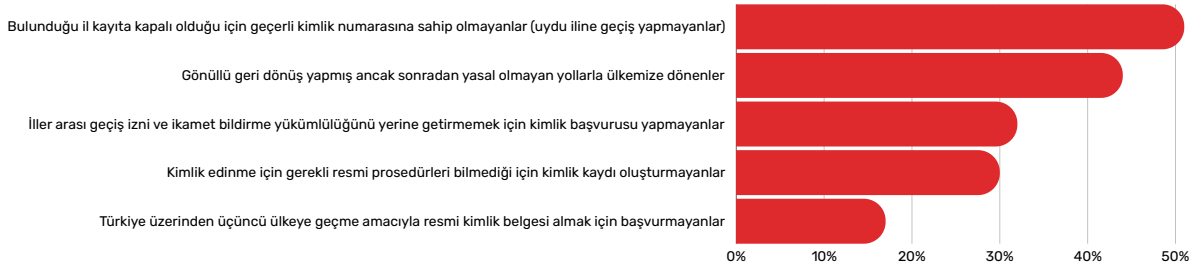 Bulunduğu il kayıta kapalı olduğu için geçerli kimlik numarasına sahip olmayanlar (uydu iline geçiş yapmayanlar)
Gönüllü geri dönüş yapmış ancak sonradan yasal olmayan yollarla ülkemize dönenler
İller arası geçiş izni ve ikamet bildirme yükümlülüğünü yerine getirmemek için kimlik başvurusu yapmayanlar
Kimlik edinme için gerekli resmi prosedürleri bilmediği için kimlik kaydı oluşturmayanlar
Türkiye üzerinden üçüncü ülkeye geçme amacıyla resmi kimlik belgesi almak için başvurmayanlar
0% 10% 20% 30% 40% 50%